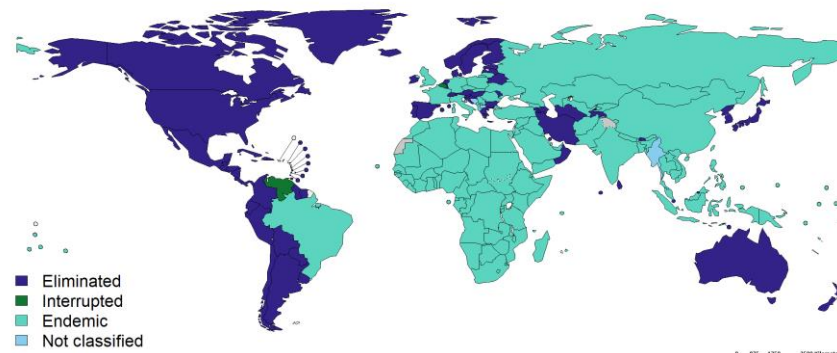 Eliminated
Interrupted
Endemic
Not classified